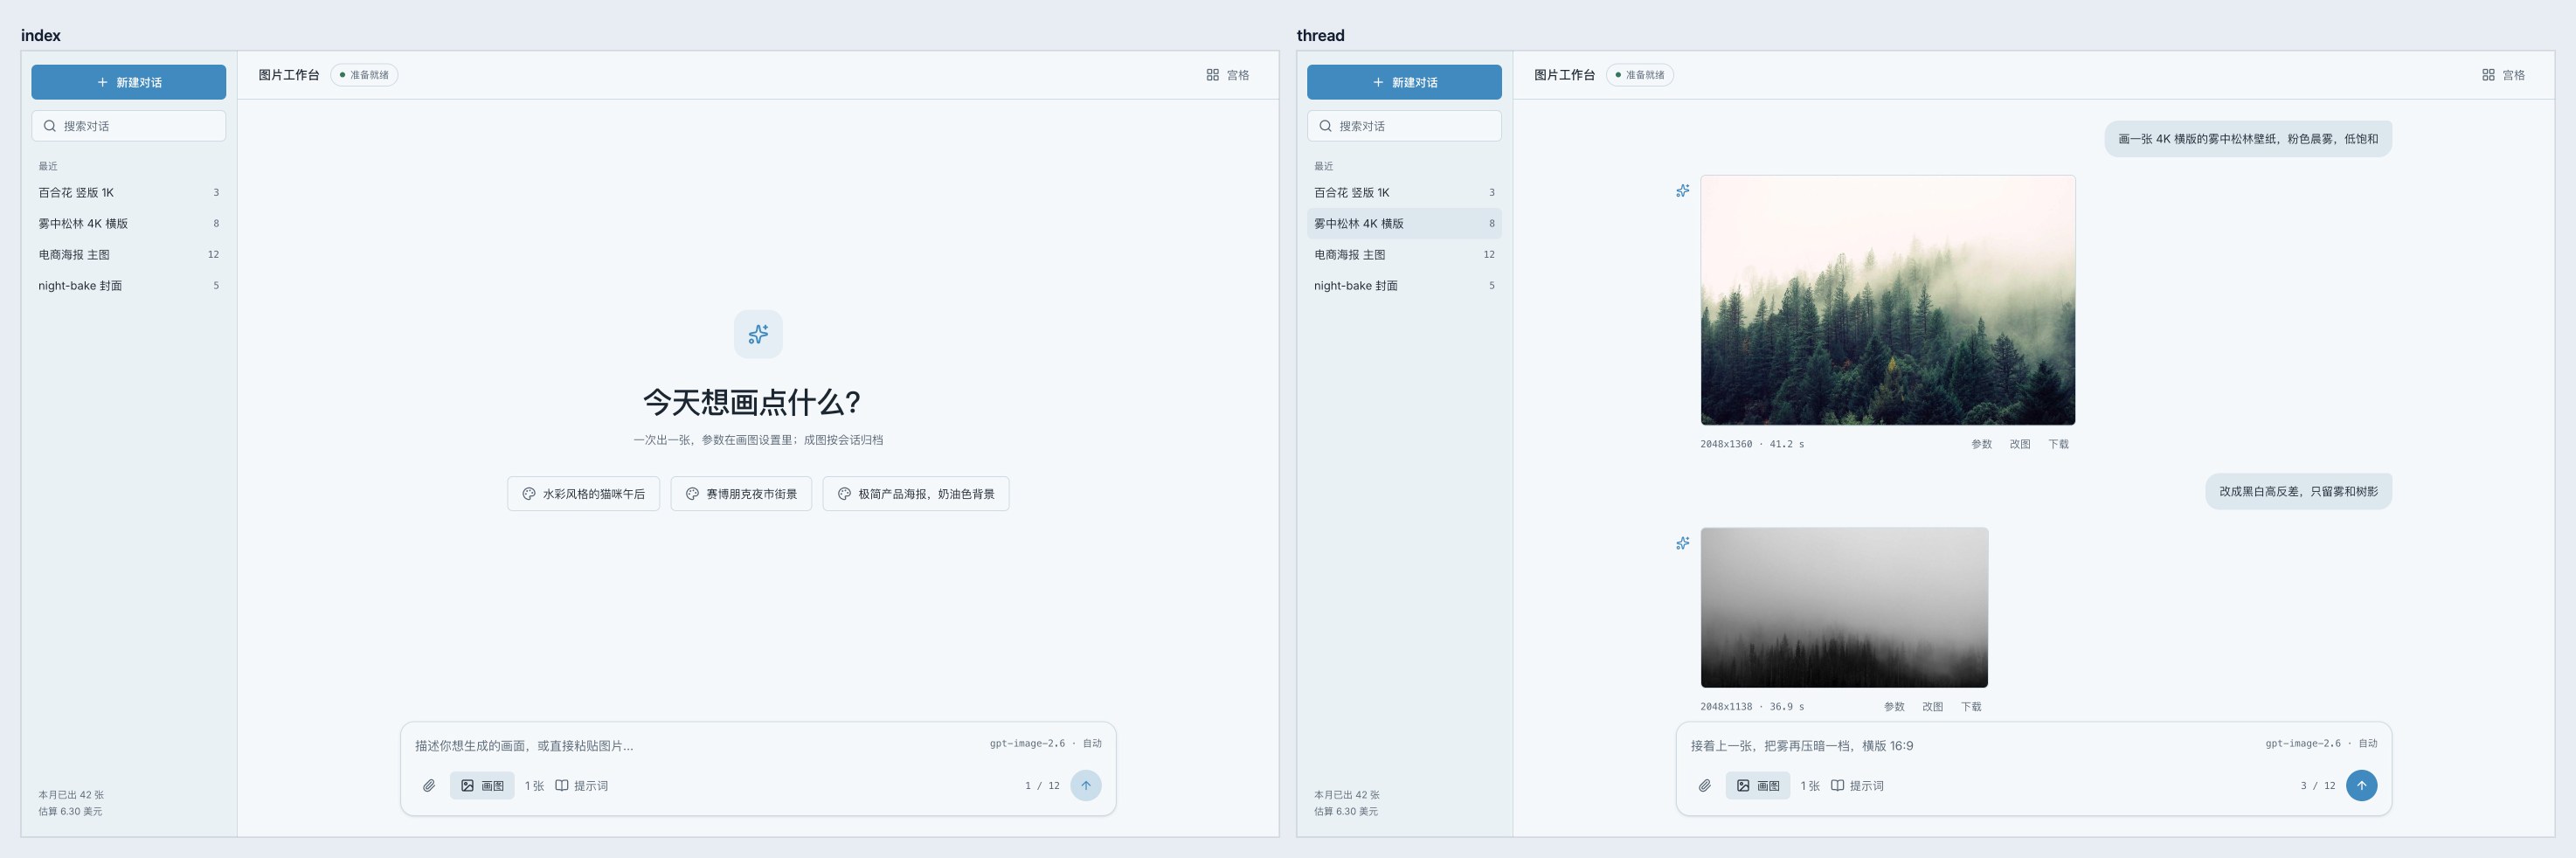 index
新建对话
搜索对话
最近
百合花 竖版 1K 3
雾中松林 4K 横版 8
电商海报 主图 12
night-bake 封面 5
本月已出 42 张
估算 6.30 美元
图片工作台 准备就绪 宫格
今天想画点什么?
一次出一张，参数在画图设置里；成图按会话归档
水彩风格的猫咪午后 赛博朋克夜市街景 极简产品海报，奶油色背景
描述你想生成的画面，或直接粘贴图片... gpt-image-2.6 · 自动
画图 1 张 提示词 1 / 12
thread
新建对话
搜索对话
最近
百合花 竖版 1K 3
雾中松林 4K 横版 8
电商海报 主图 12
night-bake 封面 5
本月已出 42 张
估算 6.30 美元
图片工作台 准备就绪 宫格
画一张 4K 横版的雾中松林壁纸，粉色晨雾，低饱和
2048x1360 · 41.2 s 参数 改图 下载
改成黑白高反差，只留雾和树影
2048x1138 · 36.9 s 参数 改图 下载
接着上一张，把雾再压暗一档，横版 16:9 gpt-image-2.6 · 自动
画图 1 张 提示词 3 / 12